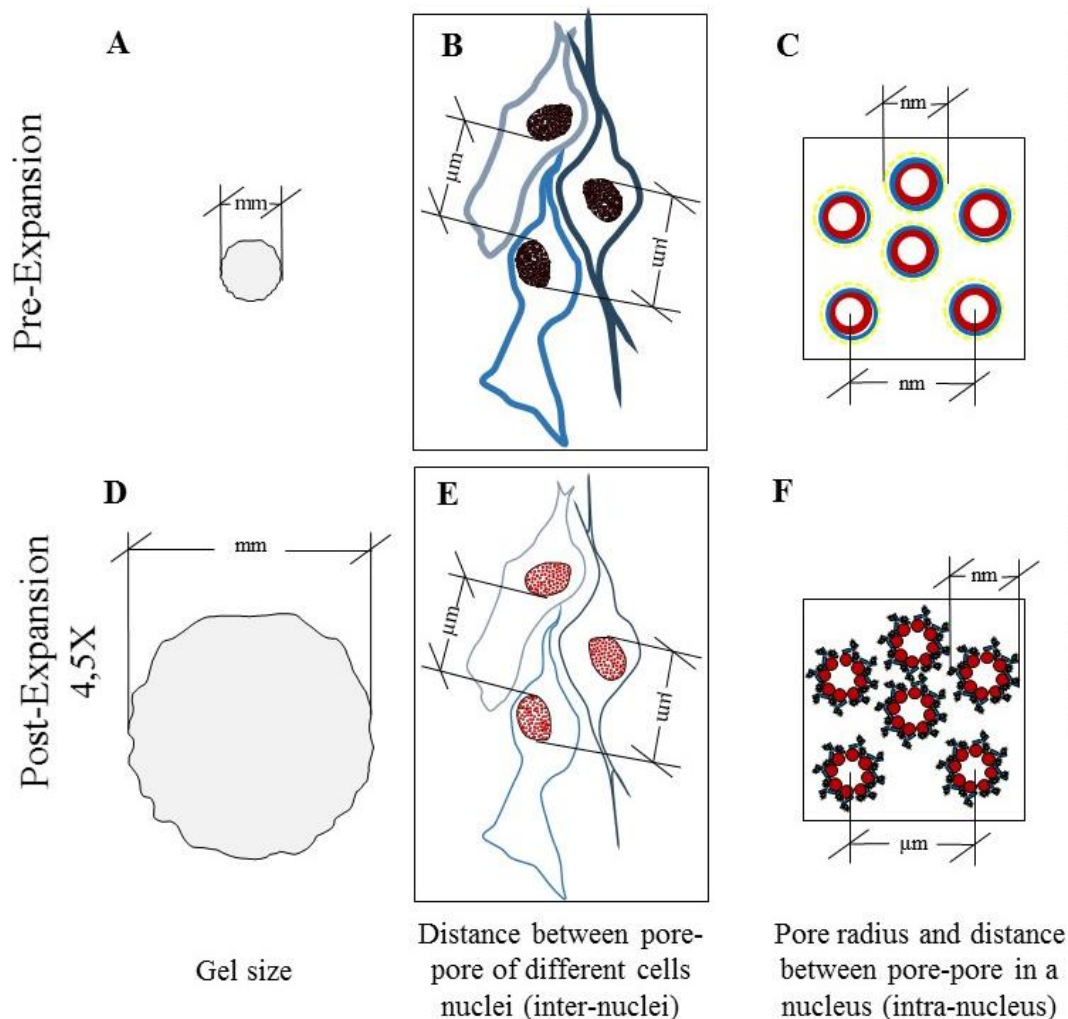 A
B
C
Pre-Expansion
mm
µm
µm
nm
nm
D
E
F
Post-Expansion
4,5X
mm
µm
µm
nm
µm
Gel size
Distance between pore-
pore of different cells
nuclei (inter-nuclei)
Pore radius and distance
between pore-pore in a
nucleus (intra-nucleus)